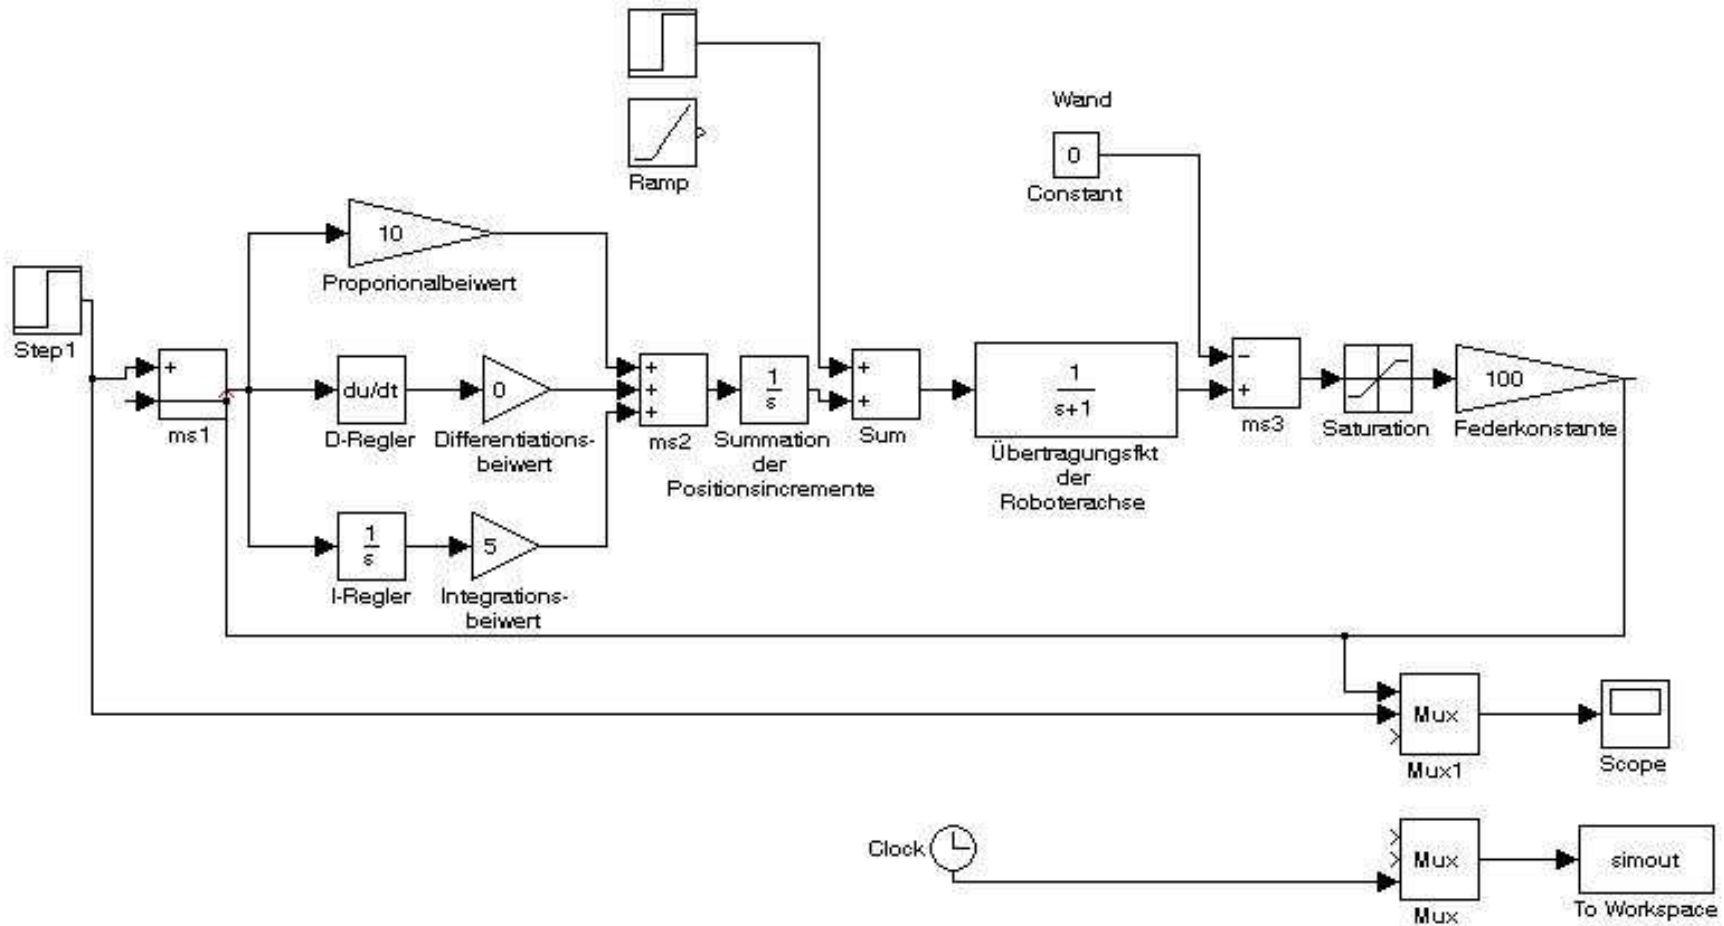 Wand
0
Constant
Ramp
10
Proporionalbeiwert
Step1
+
ms1
du/dt
D-Regler
0
Differentiations-
beiwert
+
+
+
ms2
1
s
Summation
der
Positionsincremente
+
+
Sum
1
s+1
Übertragungsfkt
der
Roboterachse
−
+
ms3
Saturation
100
Federkonstante
1
s
I-Regler
5
Integrations-
beiwert
Mux
Mux1
Scope
Clock
Mux
Mux
simout
To Workspace